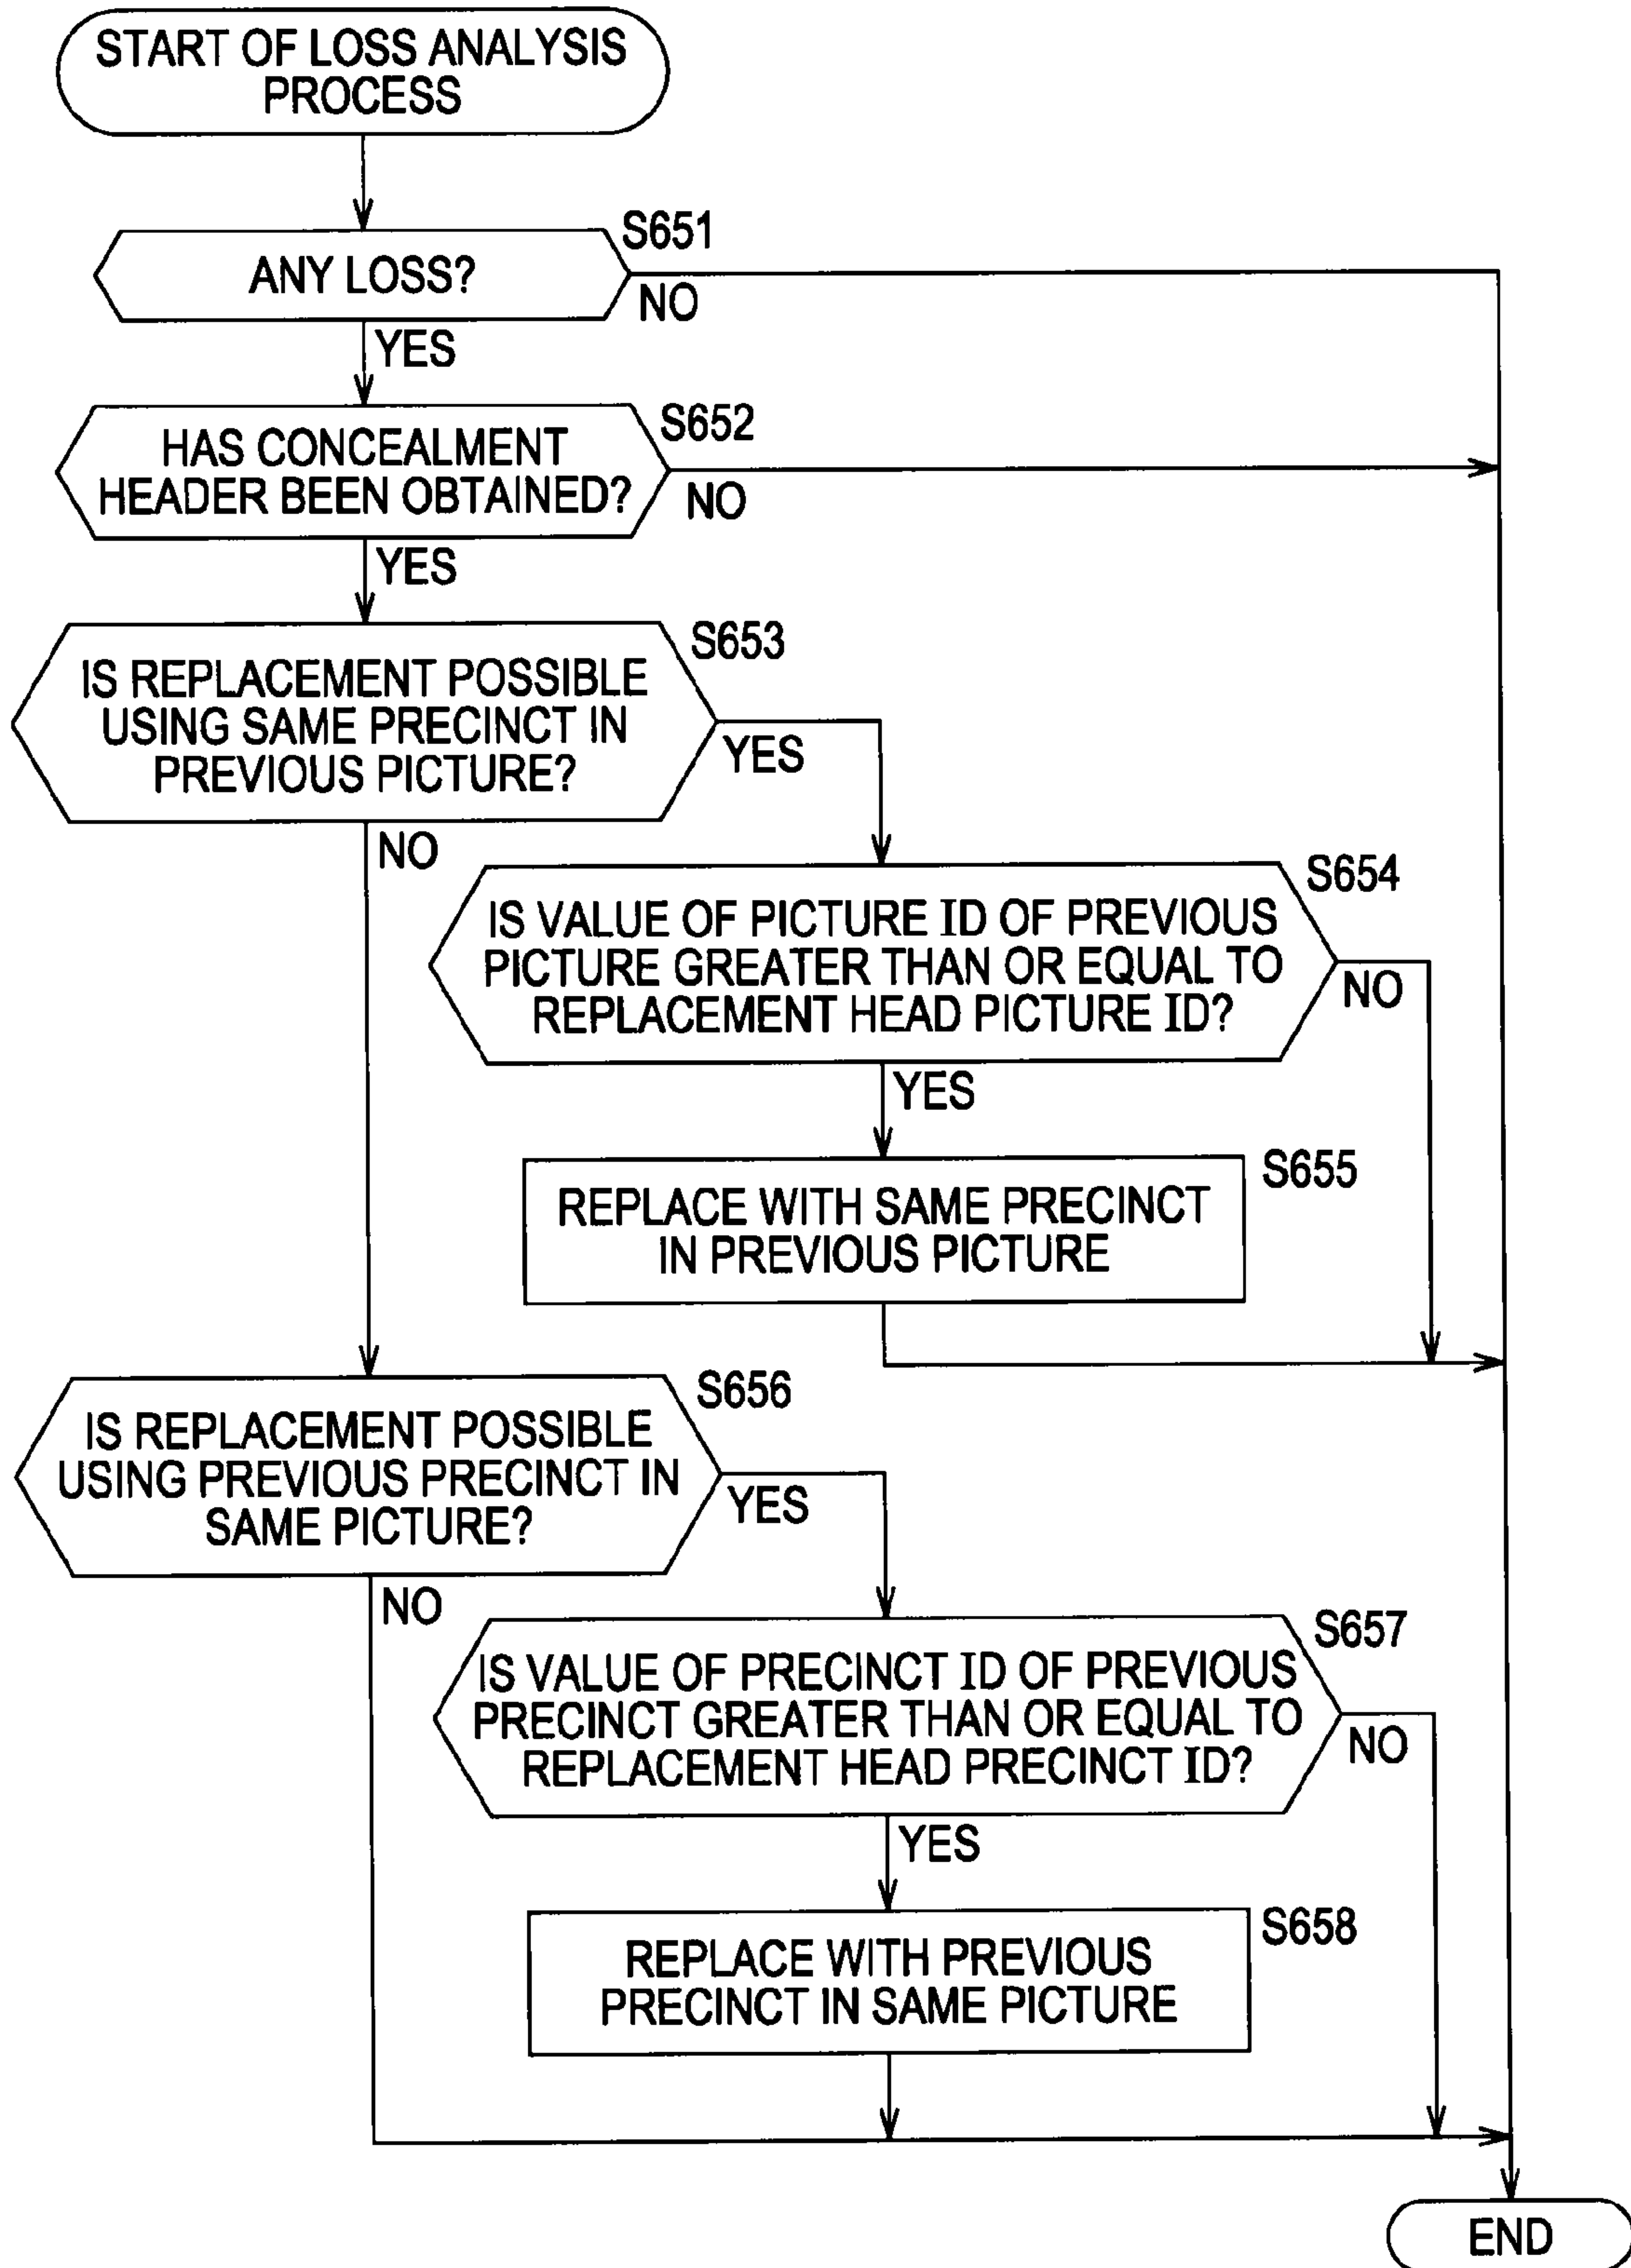 START OF LOSS ANALYSIS
PROCESS
S651
ANY LOSS?
NO
YES
S652
HAS CONCEALMENT
HEADER BEEN OBTAINED?
NO
YES
S653
IS REPLACEMENT POSSIBLE
USING SAME PRECINCT IN
PREVIOUS PICTURE?
YES
NO
S654
IS VALUE OF PICTURE ID OF PREVIOUS
PICTURE GREATER THAN OR EQUAL TO
REPLACEMENT HEAD PICTURE ID?
NO
YES
S655
REPLACE WITH SAME PRECINCT
IN PREVIOUS PICTURE
S656
IS REPLACEMENT POSSIBLE
USING PREVIOUS PRECINCT IN
SAME PICTURE?
YES
NO
S657
IS VALUE OF PRECINCT ID OF PREVIOUS
PRECINCT GREATER THAN OR EQUAL TO
REPLACEMENT HEAD PRECINCT ID?
NO
YES
S658
REPLACE WITH PREVIOUS
PRECINCT IN SAME PICTURE
END